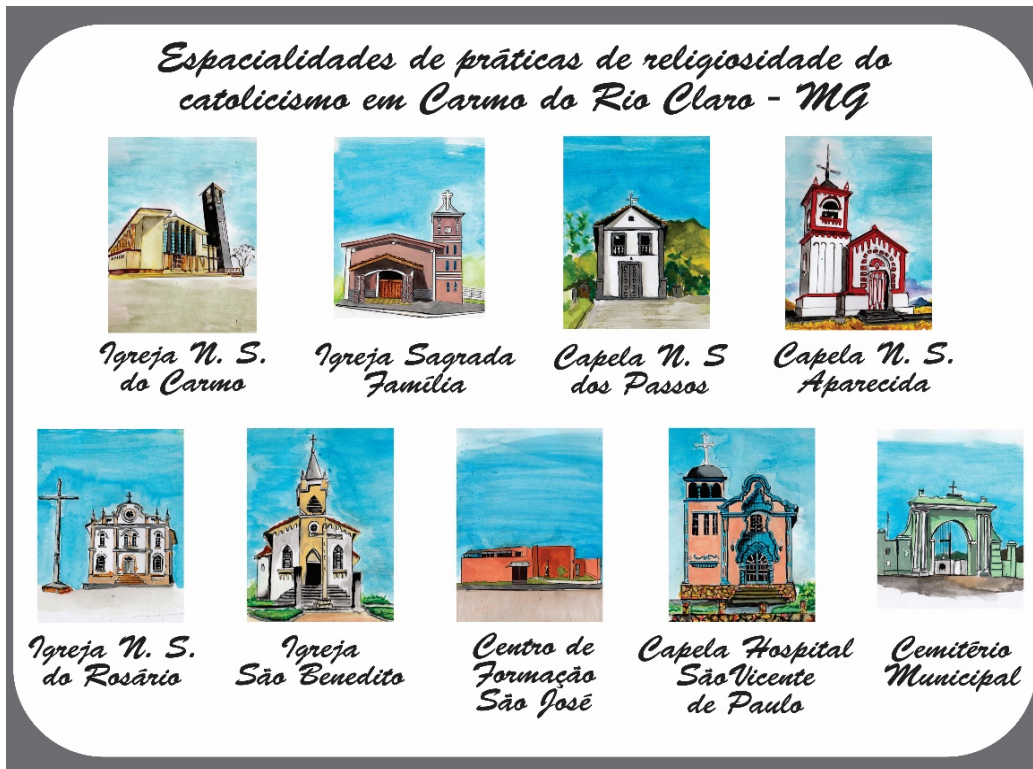 Espacialidades de práticas de religiosidade do
catolicismo em Carmo do Rio Claro - MG
Igreja N. S.
do Carmo
Igreja Sagrada
Família
Capela N. S
dos Passos
Capela N. S.
Aparecida
Igreja N. S.
do Rosário
Igreja
São Benedito
Centro de
Formação
São José
Capela Hospital
São Vicente
de Paulo
Cemitério
Municipal